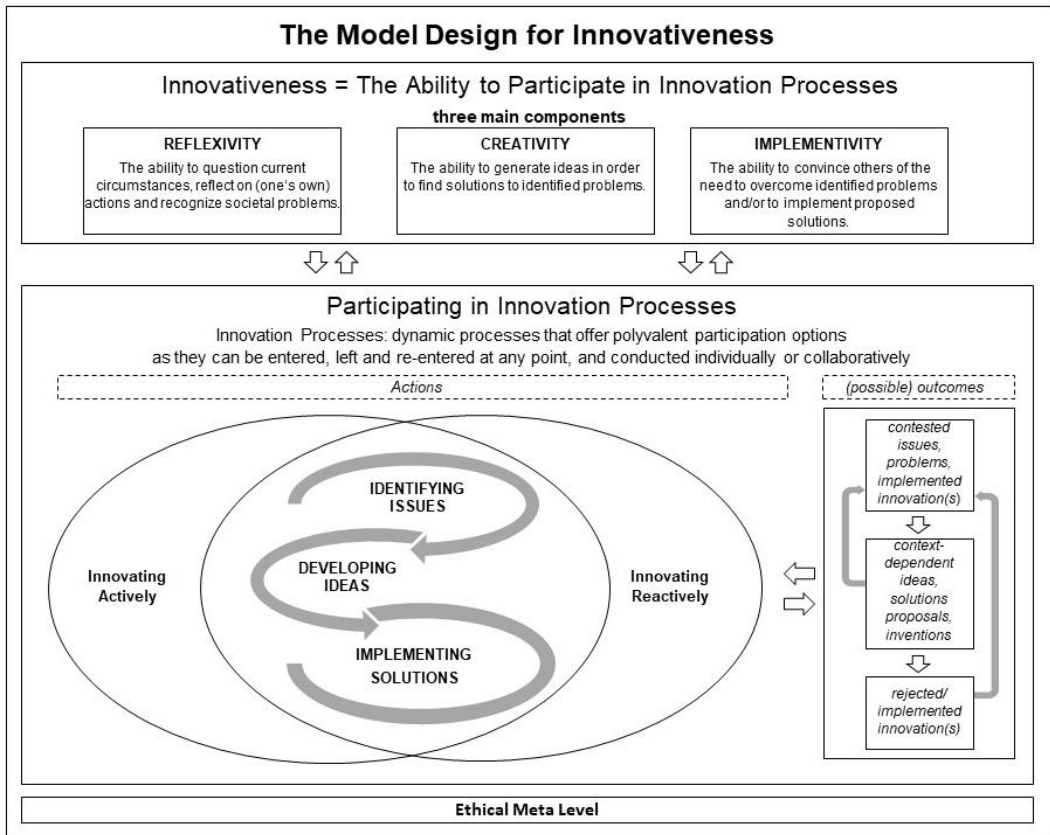 The Model Design for Innovativeness
Innovativeness = The Ability to Participate in Innovation Processes
three main components
REFLEXIVITY
The ability to question current
circumstances, reflect on (one's own)
actions and recognize societal problems.
CREATIVITY
The ability to generate ideas in order
to find solutions to identified problems.
IMPLEMENTIVITY
The ability to convince others of the
need to overcome identified problems
and/or to implement proposed
solutions.
Participating in Innovation Processes
Innovation Processes: dynamic processes that offer polyvalent participation options
as they can be entered, left and re-entered at any point, and conducted individually or collaboratively
Actions
(possible) outcomes
Innovating
Actively
IDENTIFYING
ISSUES
DEVELOPING
IDEAS
IMPLEMENTING
SOLUTIONS
Innovating
Reactively
contested
issues,
problems,
implemented
innovation(s)
context-
dependent
ideas,
solutions
proposals,
inventions
rejected/
implemented
innovation(s)
Ethical Meta Level